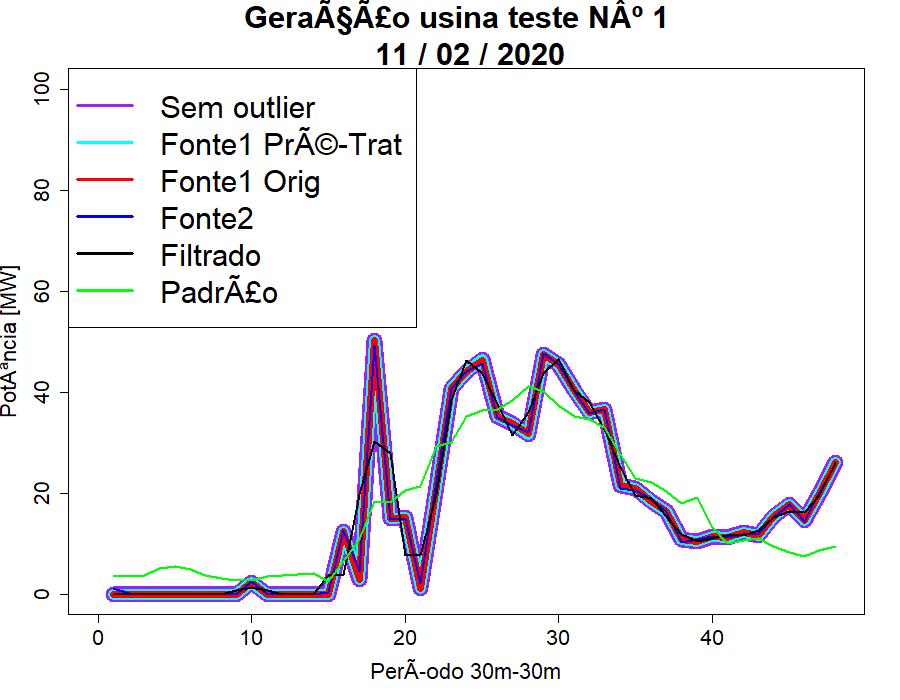 GeraÃ§Ã£o usina teste NÂº 1
11 / 02 / 2020
Sem outlier
Fonte1 PrÃ©-Trat
Fonte1 Orig
Fonte2
Filtrado
PadrÃ£o
PotÃªncia [MW]
100
80
60
40
20
0
0 10 20 30 40
PerÃ-odo 30m-30m